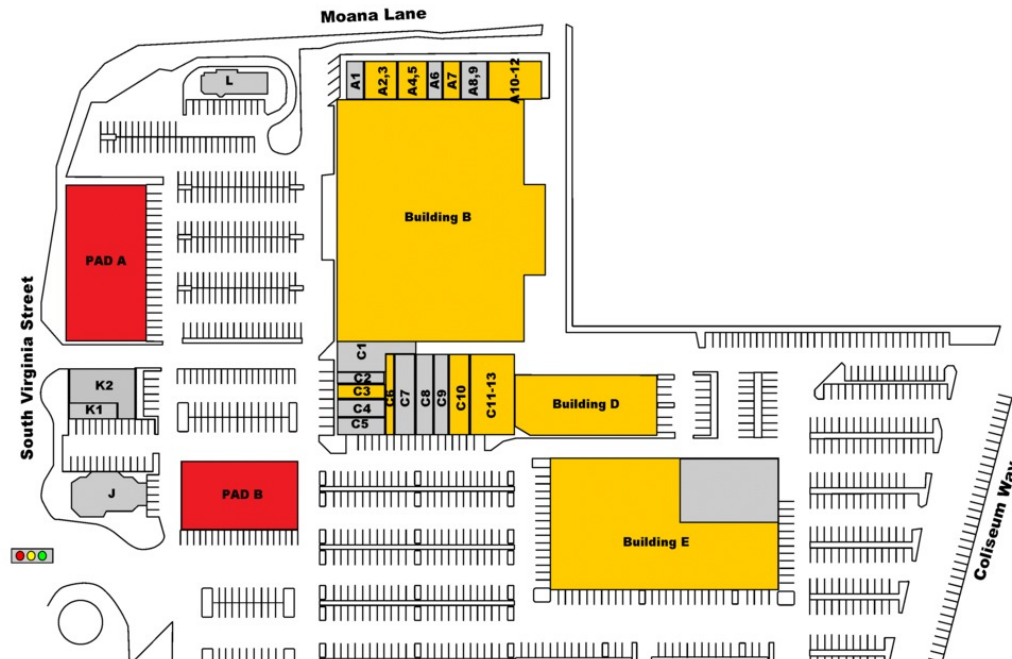 Moana Lane
L
A1
A2,3
A4,5
A6
A7
A8,9
A10-12
Building B
PAD A
South Virginia Street
C1
C2
C3
C4
C5
C6
C7
C8
C9
C10
C11-13
K2
K1
Building D
J
PAD B
Building E
Coliseum Way